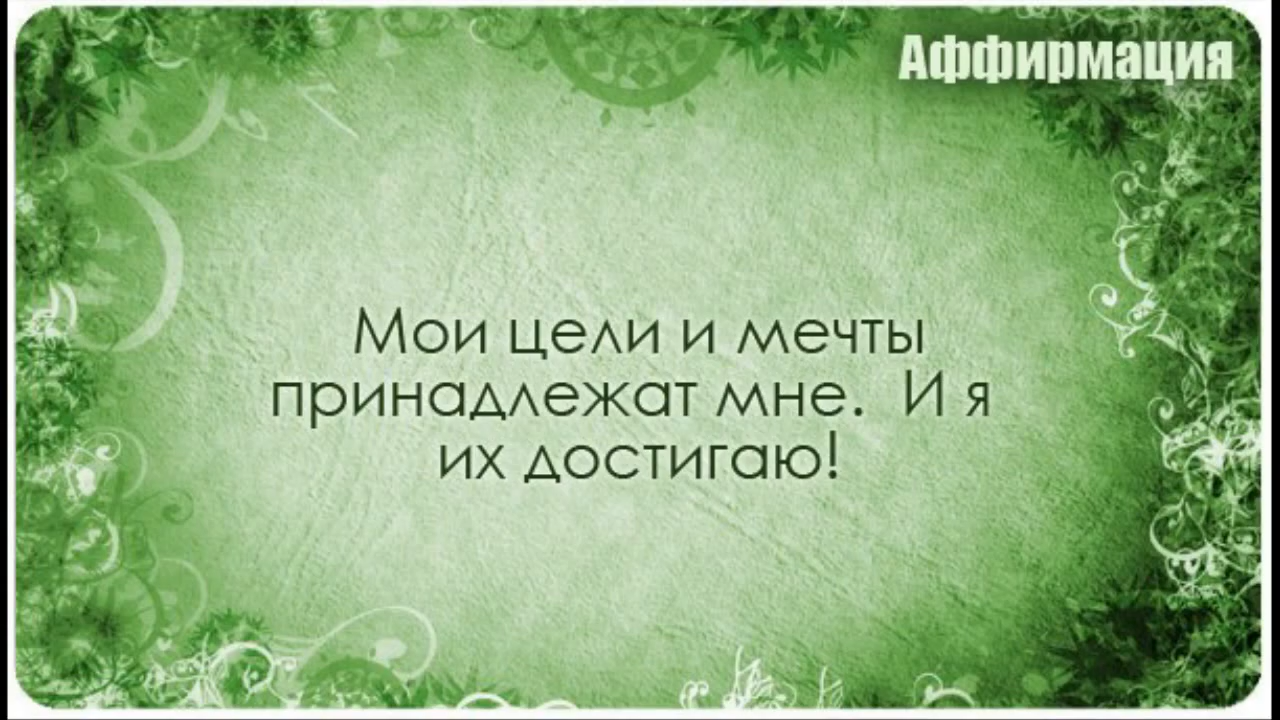 Аффирмация
Мои цели и мечты
принадлежат мне.  И я
их достигаю!